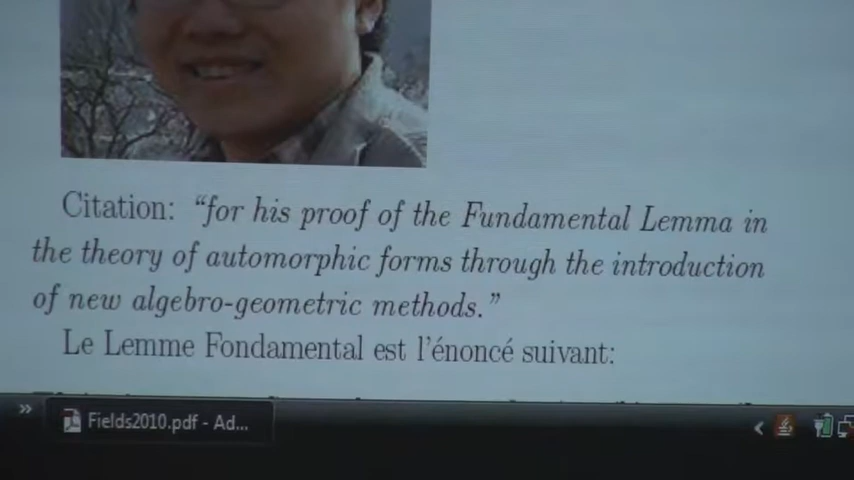 Citation: “for his proof of the Fundamental Lemma in
the theory of automorphic forms through the introduction
of new algebro-geometric methods.”
Le Lemme Fondamental est l'énoncé suivant:
» Fields2010.pdf - Ad...